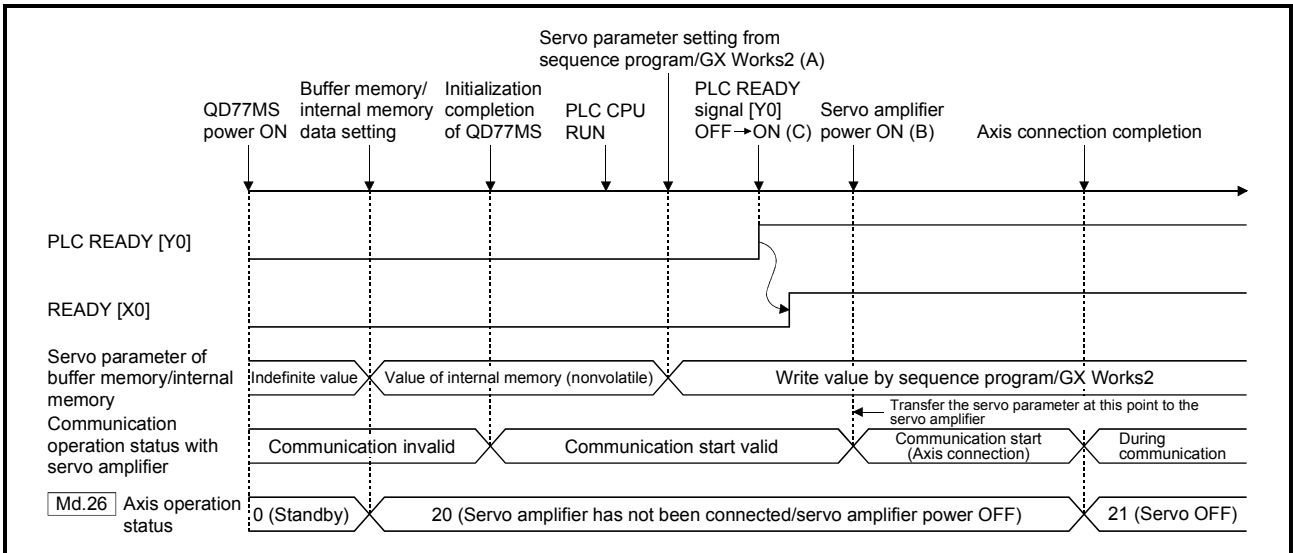 Servo parameter setting from
sequence program/GX Works2 (A)
QD77MS
power ON
Buffer memory/
internal memory
data setting
Initialization
completion
of QD77MS
PLC CPU
RUN
PLC READY
signal [Y0]
OFF→ON (C)
Servo amplifier
power ON (B)
Axis connection completion
PLC READY [Y0]
READY [X0]
Servo parameter of
buffer memory/internal
memory
Indefinite value
Value of internal memory (nonvolatile)
Write value by sequence program/GX Works2
Transfer the servo parameter at this point to the
servo amplifier
Communication
operation status with
servo amplifier
Communication invalid
Communication start valid
Communication start
(Axis connection)
During
communication
Md.26 Axis operation
status
0 (Standby)
20 (Servo amplifier has not been connected/servo amplifier power OFF)
21 (Servo OFF)